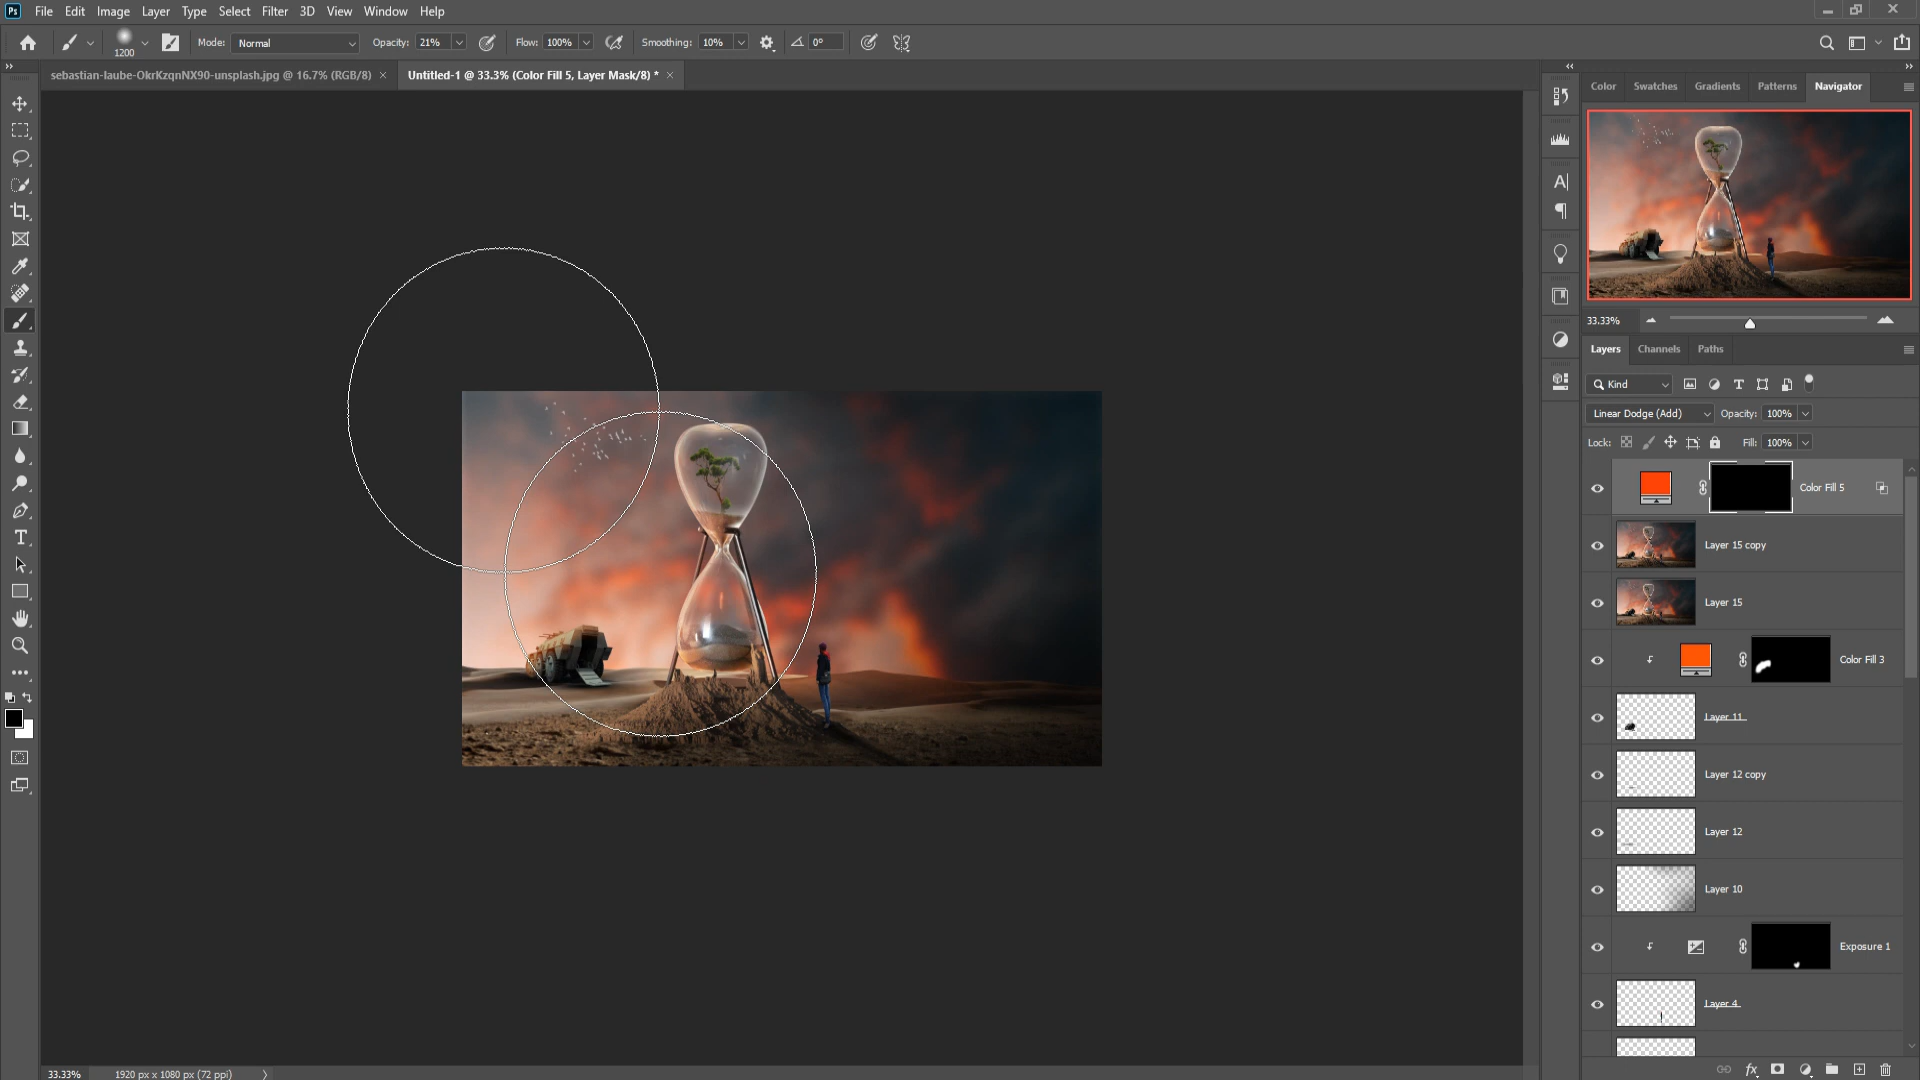 Ps File Edit Image Layer Type Select Filter 3D View Window Help
1200 Mode: Normal Opacity: 21% Flow: 100% Smoothing: 10% 0°
sebastian-laube-OkrKzqnNX90-unsplash.jpg @ 16.7% (RGB/8) × Untitled-1 @ 33.3% (Color Fill 5, Layer Mask/8) * ×
Color Swatches Gradients Patterns Navigator
33.33%
Layers Channels Paths
Kind
Linear Dodge (Add) Opacity: 100%
Lock: Fill: 100%
Color Fill 5
Layer 15 copy
Layer 15
Color Fill 3
Layer 11
Layer 12 copy
Layer 12
Layer 10
Exposure 1
Layer 4
33.33% 1920 px x 1080 px (72 ppi)